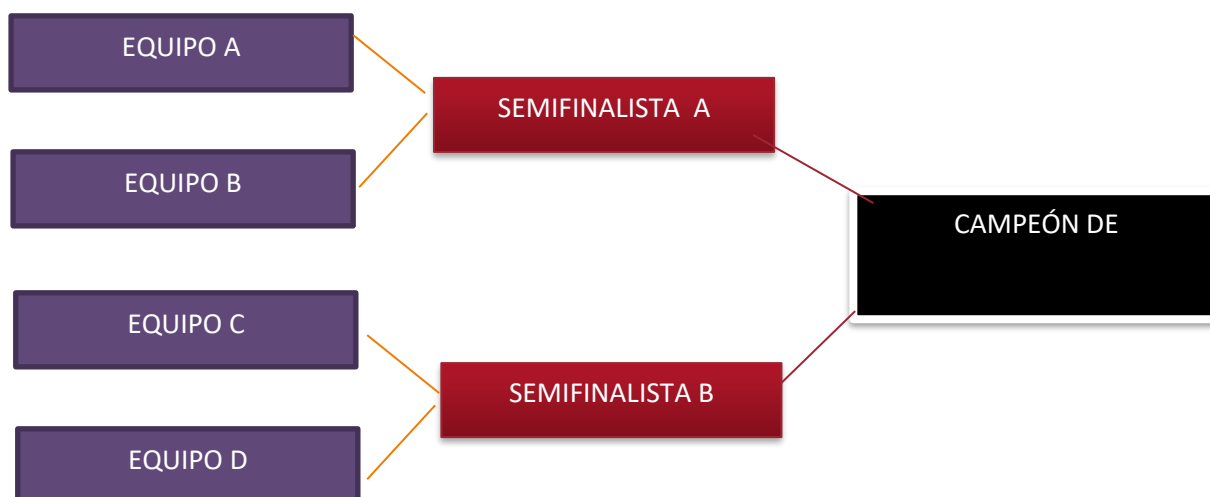 EQUIPO A
SEMIFINALISTA A
EQUIPO B
CAMPEÓN DE
EQUIPO C
SEMIFINALISTA B
EQUIPO D